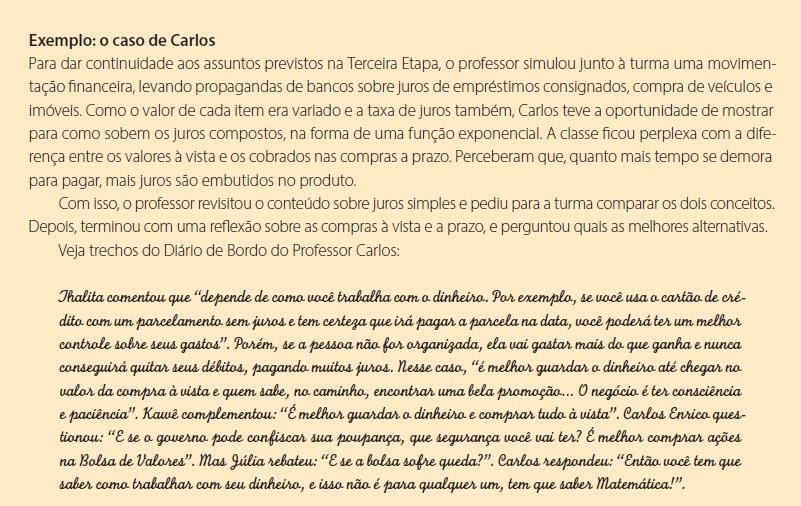 Exemplo: o caso de Carlos
Para dar continuidade aos assuntos previstos na Terceira Etapa, o professor simulou junto à turma uma movimen-
tação financeira, levando propagandas de bancos sobre juros de empréstimos consignados, compra de veículos e
imóveis. Como o valor de cada item era variado e a taxa de juros também, Carlos teve a oportunidade de mostrar
para como sobem os juros compostos, na forma de uma função exponencial. A classe ficou perplexa com a dife-
rença entre os valores à vista e os cobrados nas compras a prazo. Perceberam que, quanto mais tempo se demora
para pagar, mais juros são embutidos no produto.
Com isso, o professor revisitou o conteúdo sobre juros simples e pediu para a turma comparar os dois conceitos.
Depois, terminou com uma reflexão sobre as compras à vista e a prazo, e perguntou quais as melhores alternativas.
Veja trechos do Diário de Bordo do Professor Carlos:
Thalita comentou que “depende de como você trabalha com o dinheiro. Por exemplo, se você usa o cartão de cré-
dito com um parcelamento sem juros e tem certeza que irá pagar a parcela na data, você poderá ter um melhor
controle sobre seus gastos”. Porém, se a pessoa não for organizada, ela vai gastar mais do que ganha e nunca
conseguirá quitar seus débitos, pagando muitos juros. Nesse caso, “é melhor guardar o dinheiro até chegar no
valor da compra à vista e quem sabe, no caminho, encontrar uma bela promoção... O negócio é ter consciência
e paciência”. Kawê complementou: “É melhor guardar o dinheiro e comprar tudo à vista”. Carlos Enrico ques-
tionou: “E se o governo pode confiscar sua poupança, que segurança você vai ter? É melhor comprar ações
na Bolsa de Valores”. Mas Júlia rebateu: “E se a bolsa sofre queda?”. Carlos respondeu: “Então você tem que
saber como trabalhar com seu dinheiro, e isso não é para qualquer um, tem que saber Matemática!”.